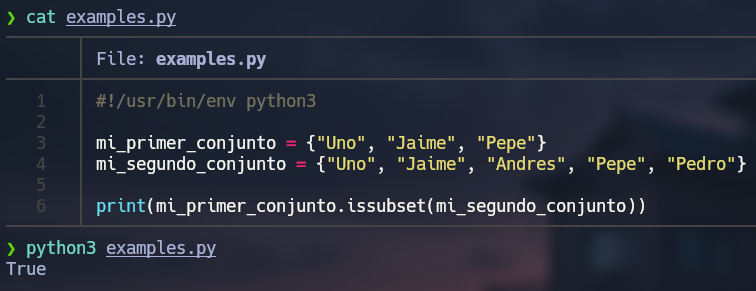 ❯ cat examples.py
File: examples.py
1 #!/usr/bin/env python3
2
3 mi_primer_conjunto = {"Uno", "Jaime", "Pepe"}
4 mi_segundo_conjunto = {"Uno", "Jaime", "Andres", "Pepe", "Pedro"}
5
6 print(mi_primer_conjunto.issubset(mi_segundo_conjunto))
❯ python3 examples.py
True